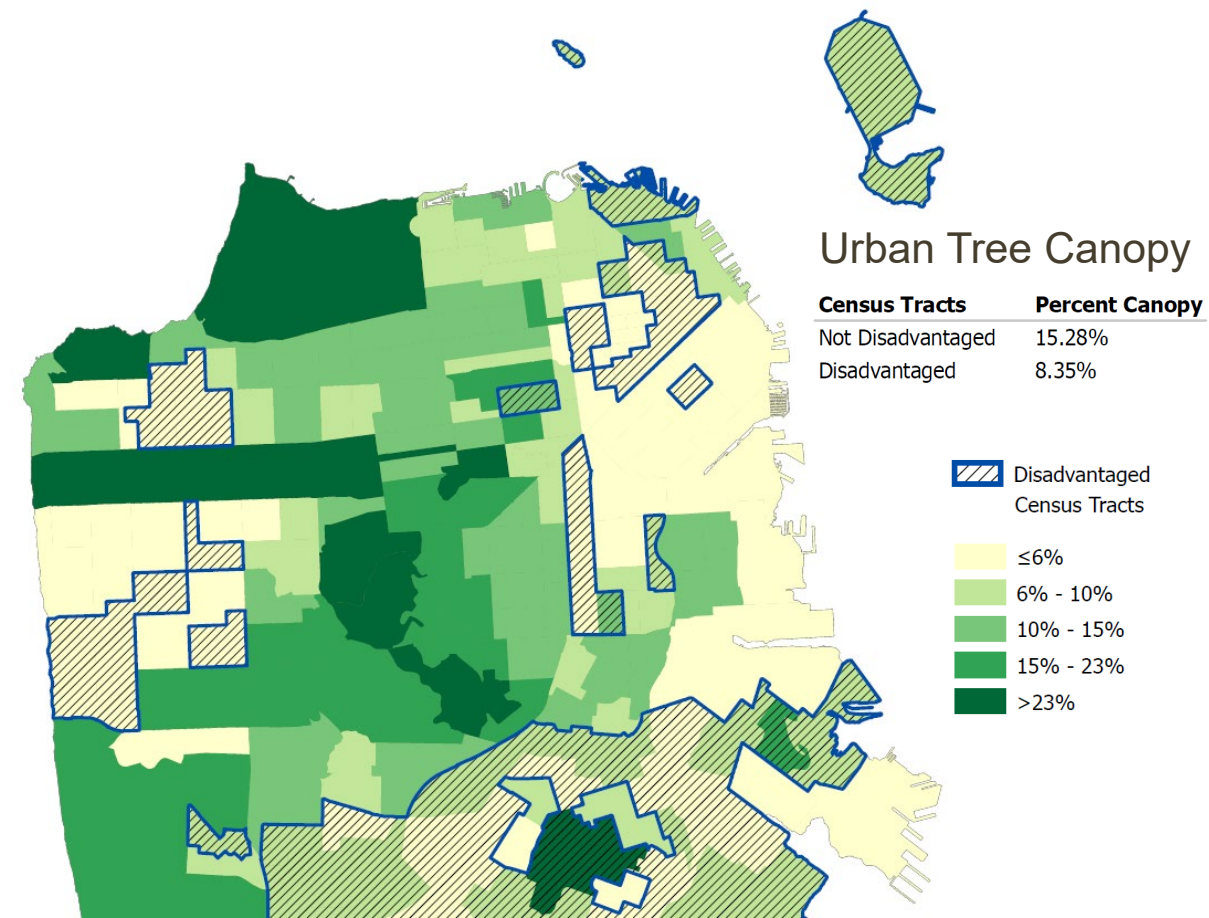 Urban Tree Canopy
Census Tracts Percent Canopy
Not Disadvantaged 15.28%
Disadvantaged 8.35%
Disadvantaged
Census Tracts
≤6%
6% - 10%
10% - 15%
15% - 23%
>23%